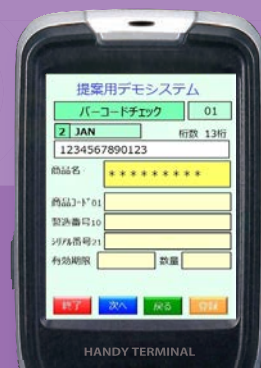 提案用デモシステム
バーコードチェック 01
2 JAN 桁数 13桁
1234567890123
商品名 *********
商品ｺｰﾄﾞ01
製造番号10
ｼﾘｱﾙ番号21
有効期限 数量
終了 次へ 戻る 登録
HANDY TERMINAL